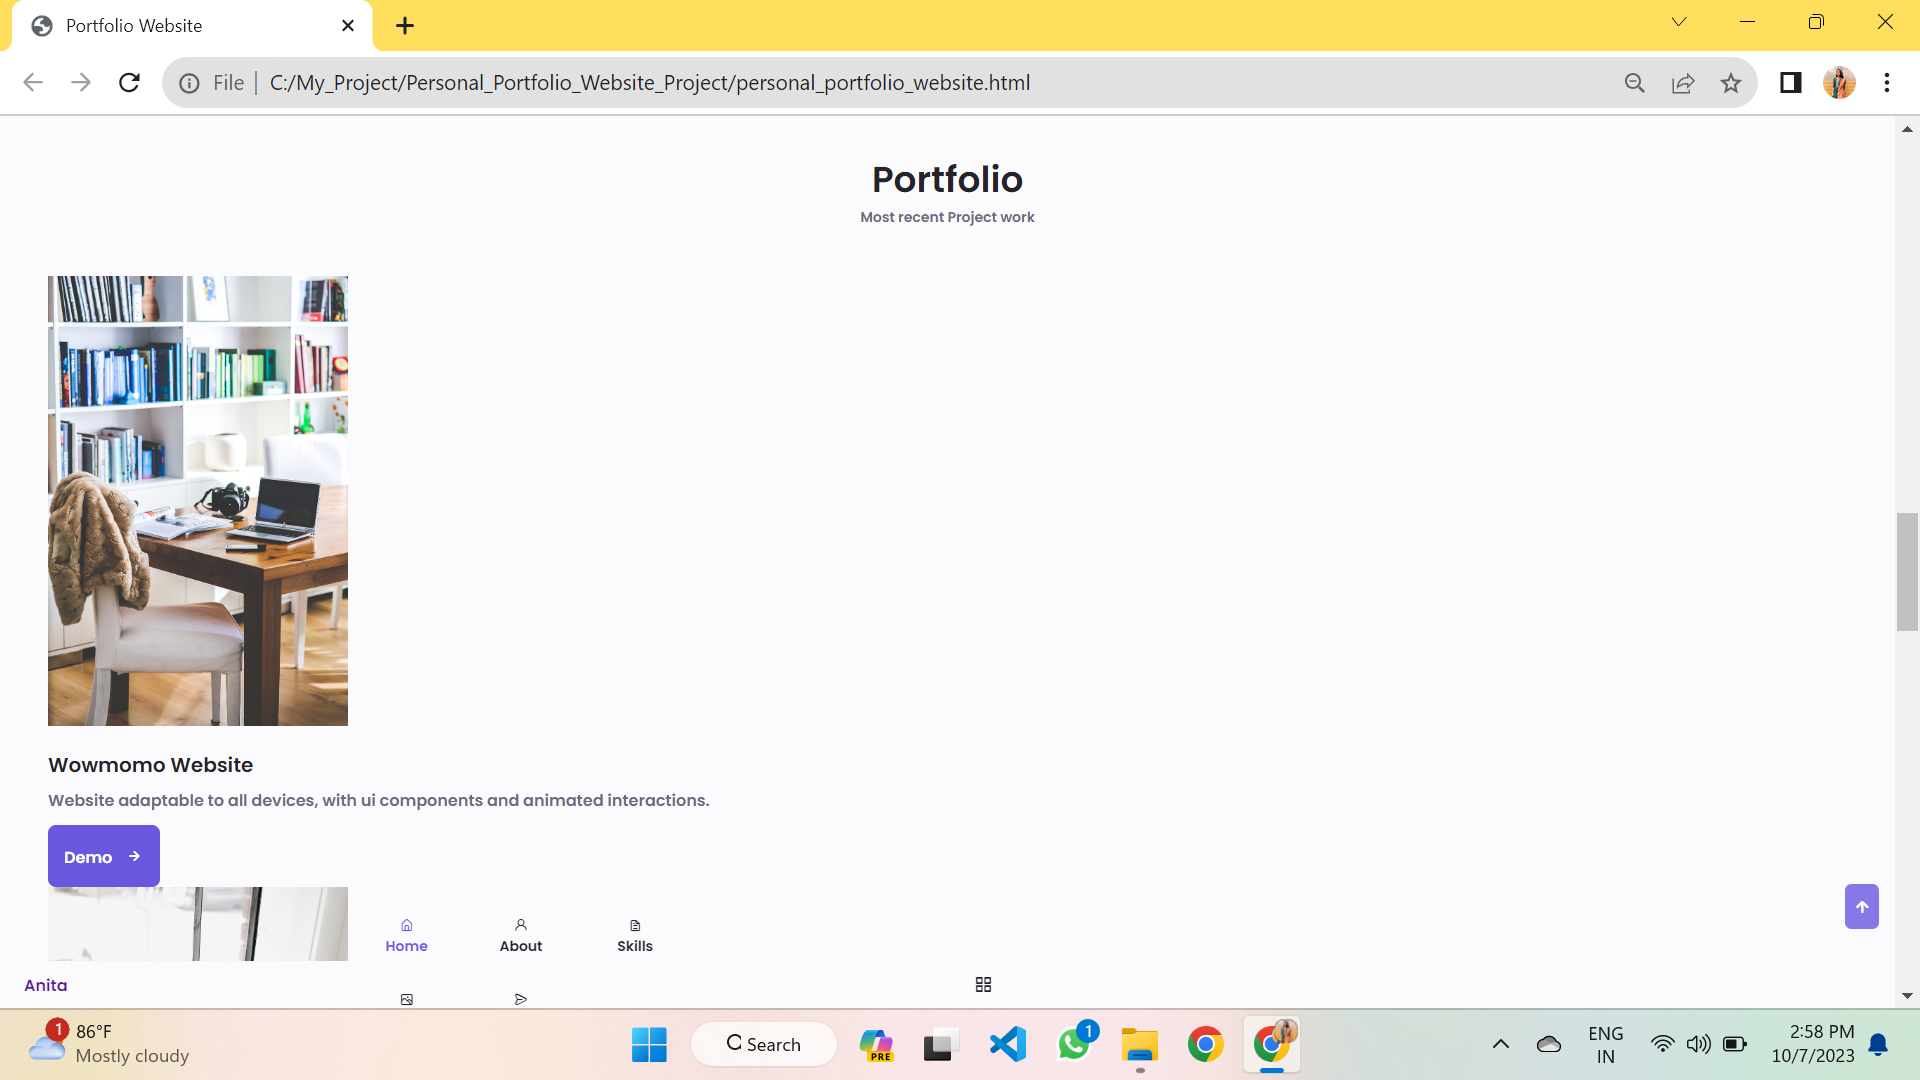 Portfolio Website
File
C:/My_Project/Personal_Portfolio_Website_Project/personal_portfolio_website.html
Portfolio
Most recent Project work
Wowmomo Website
Website adaptable to all devices, with ui components and animated interactions.
Demo
Home
About
Skills
Anita
1
86°F
Mostly cloudy
Search
PRE
1
ENG
IN
2:58 PM
10/7/2023